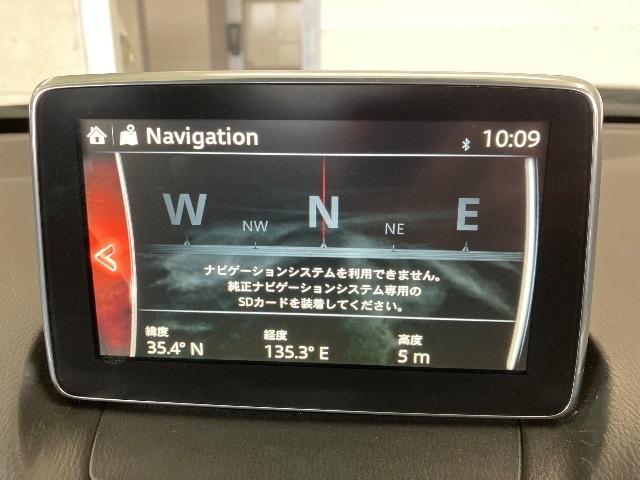 Navigation 10:09
W NW N NE E
ナビゲーションシステムを利用できません。
純正ナビゲーションシステム専用の
SDカードを装着してください。
緯度 経度 高度
35.4° N 135.3° E 5 m